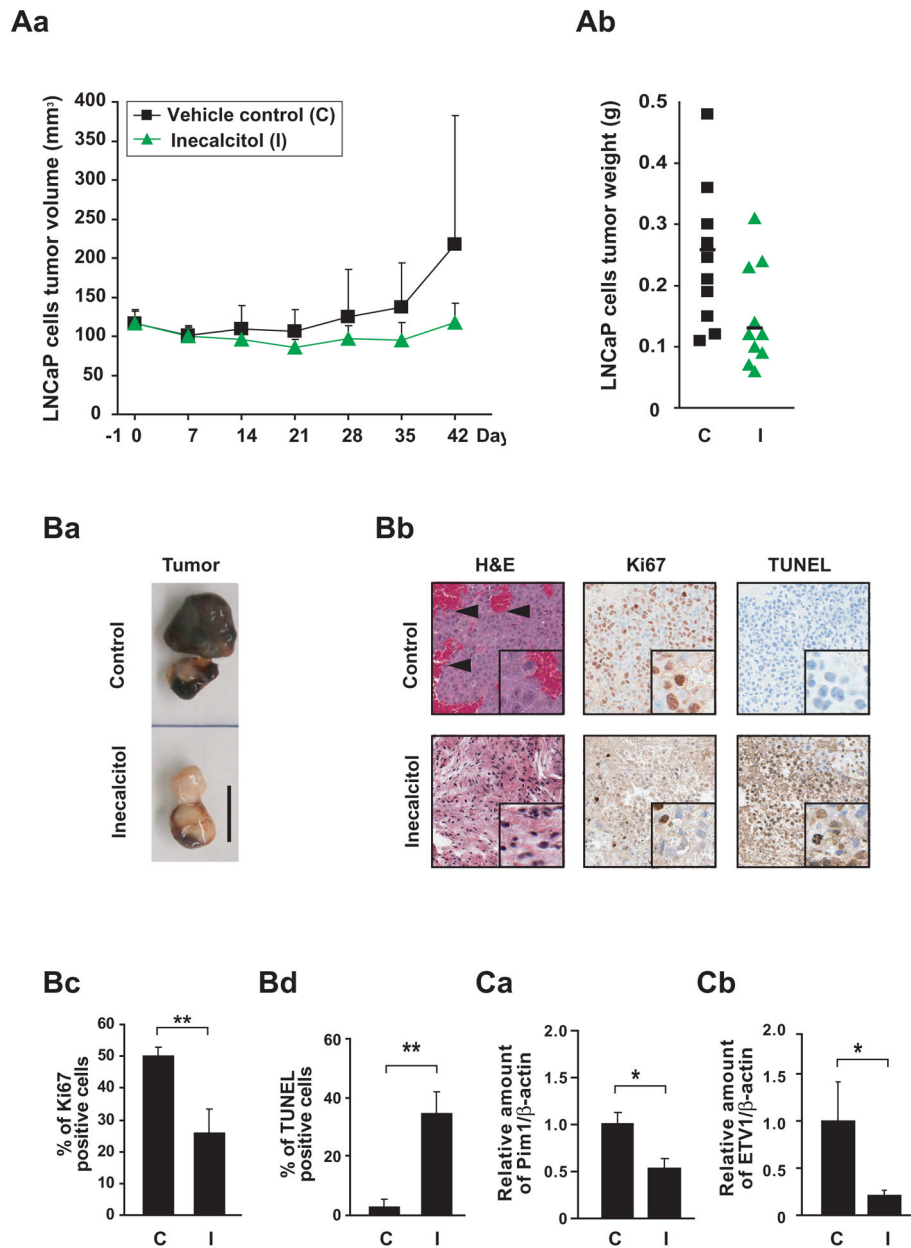 Aa
Ab
LNCaP cells tumor volume (mm³)
400
350
300
250
200
150
100
50
0
Vehicle control (C)
Inecalcitol (I)
-1 0 7 14 21 28 35 42 Day
LNCaP cells tumor weight (g)
0.5
0.4
0.3
0.2
0.1
0
C I
Ba
Bb
Tumor
Control
Inecalcitol
H&E Ki67 TUNEL
Control
Inecalcitol
Bc
Bd
Ca
Cb
% of Ki67
positive cells
60
50
40
30
20
10
0
**
C I
% of TUNEL
positive cells
60
40
20
0
**
C I
Relative amount
of Pim1/β-actin
2.0
1.5
1.0
0.5
0
*
C I
Relative amount
of ETV1/β-actin
2.0
1.5
1.0
0.5
0
*
C I